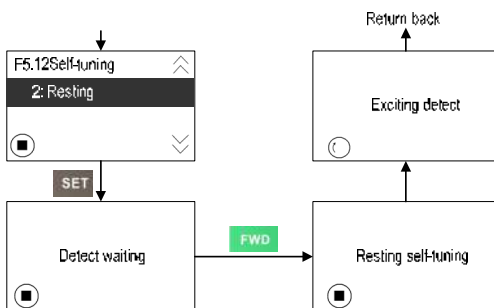 Return back
F5.12Self-tuning
2: Resting
Exciting detect
SET
Detect waiting
FWD
Resting self-tuning